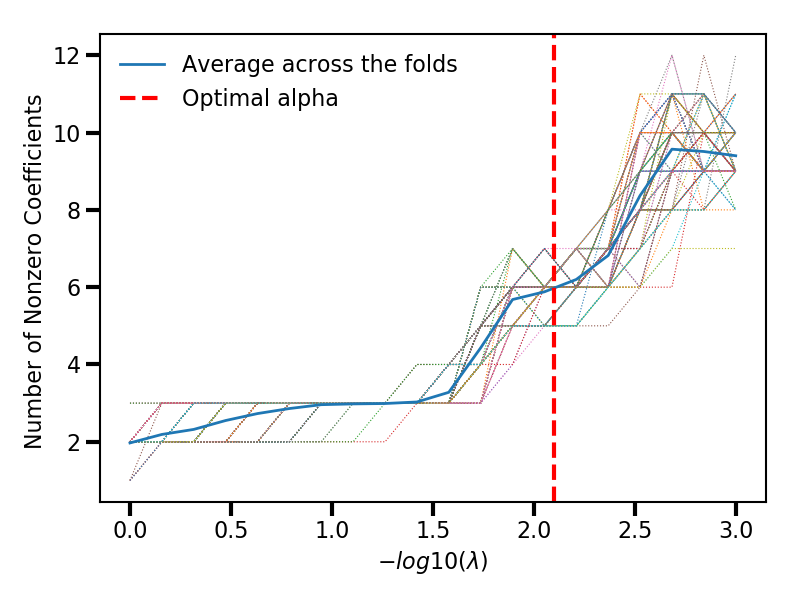 12
10
8
6
4
2
Number of Nonzero Coefficients
Average across the folds
Optimal alpha
0.0 0.5 1.0 1.5 2.0 2.5 3.0
−log10(λ)